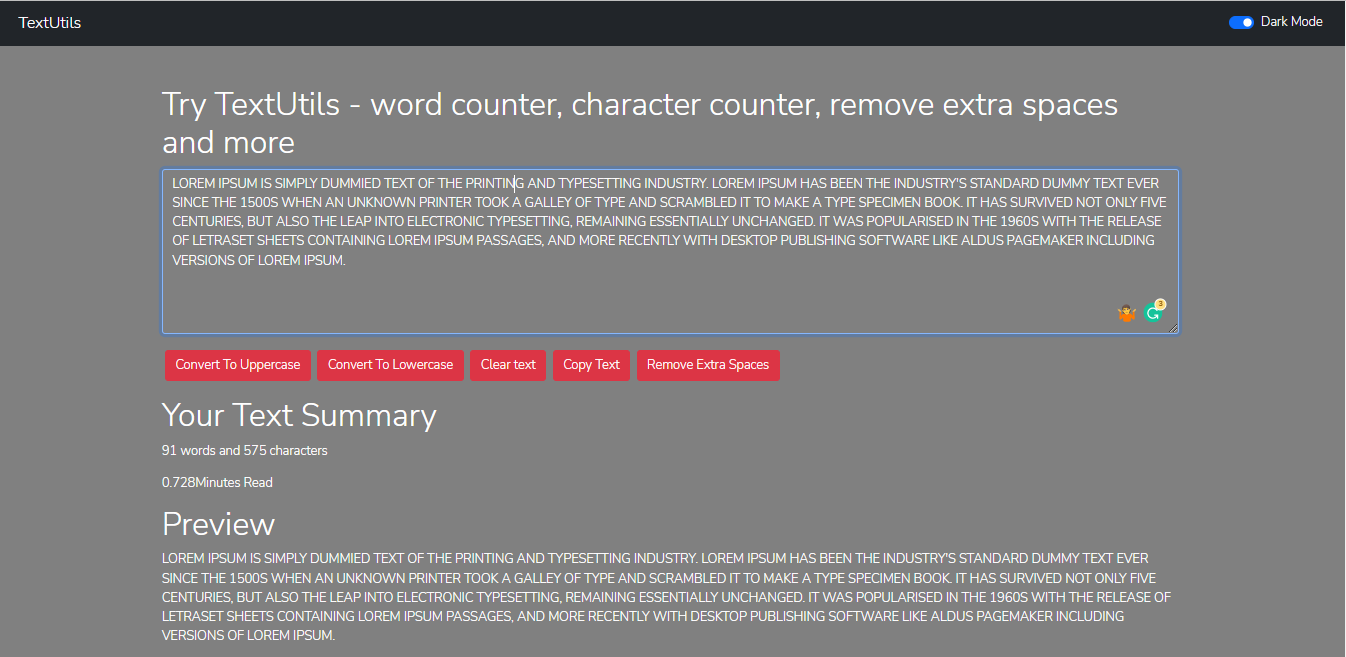 TextUtils
Dark Mode
Try TextUtils - word counter, character counter, remove extra spaces
and more
LOREM IPSUM IS SIMPLY DUMMIED TEXT OF THE PRINTING AND TYPESETTING INDUSTRY. LOREM IPSUM HAS BEEN THE INDUSTRY'S STANDARD DUMMY TEXT EVER
SINCE THE 1500S WHEN AN UNKNOWN PRINTER TOOK A GALLEY OF TYPE AND SCRAMBLED IT TO MAKE A TYPE SPECIMEN BOOK. IT HAS SURVIVED NOT ONLY FIVE
CENTURIES, BUT ALSO THE LEAP INTO ELECTRONIC TYPESETTING, REMAINING ESSENTIALLY UNCHANGED. IT WAS POPULARISED IN THE 1960S WITH THE RELEASE
OF LETRASET SHEETS CONTAINING LOREM IPSUM PASSAGES, AND MORE RECENTLY WITH DESKTOP PUBLISHING SOFTWARE LIKE ALDUS PAGEMAKER INCLUDING
VERSIONS OF LOREM IPSUM.
3
Convert To Uppercase
Convert To Lowercase
Clear text
Copy Text
Remove Extra Spaces
Your Text Summary
91 words and 575 characters
0.728Minutes Read
Preview
LOREM IPSUM IS SIMPLY DUMMIED TEXT OF THE PRINTING AND TYPESETTING INDUSTRY. LOREM IPSUM HAS BEEN THE INDUSTRY'S STANDARD DUMMY TEXT EVER
SINCE THE 1500S WHEN AN UNKNOWN PRINTER TOOK A GALLEY OF TYPE AND SCRAMBLED IT TO MAKE A TYPE SPECIMEN BOOK. IT HAS SURVIVED NOT ONLY FIVE
CENTURIES, BUT ALSO THE LEAP INTO ELECTRONIC TYPESETTING, REMAINING ESSENTIALLY UNCHANGED. IT WAS POPULARISED IN THE 1960S WITH THE RELEASE OF
LETRASET SHEETS CONTAINING LOREM IPSUM PASSAGES, AND MORE RECENTLY WITH DESKTOP PUBLISHING SOFTWARE LIKE ALDUS PAGEMAKER INCLUDING
VERSIONS OF LOREM IPSUM.